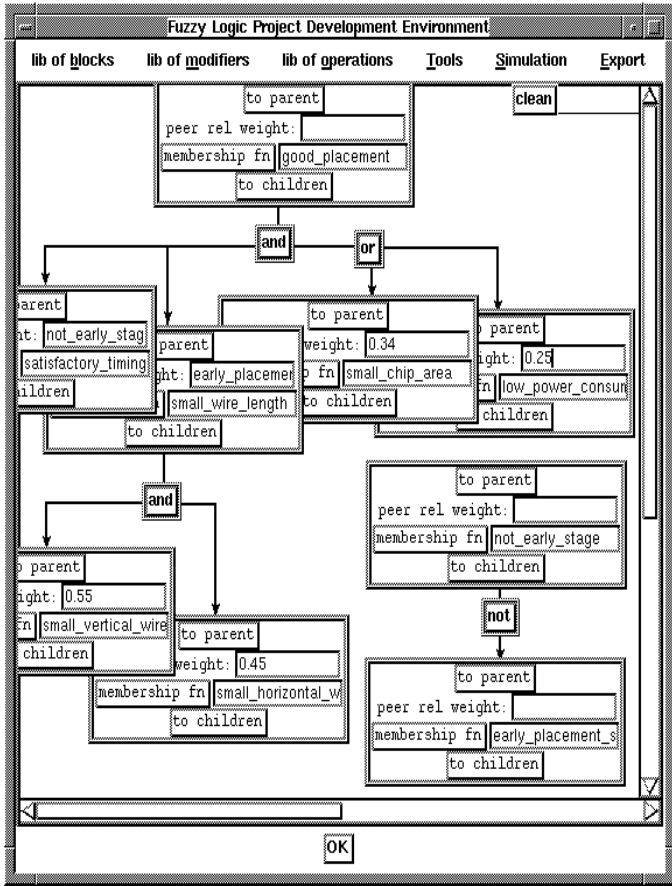 Fuzzy Logic Project Development Environment
lib of blocks lib of modifiers lib of operations Tools Simulation Export
to parent
clean
peer rel weight:
membership fn good_placement
to children
and
or
parent
ht: not_early_stag
satisfactory_timing
ildren
parent
ght: early_placemen
small_wire_length
to children
to parent
weight: 0.34
fn small_chip_area
to children
parent
ight: 0.25
fn low_power_consum
children
and
to parent
peer rel weight:
membership fn not_early_stage
to children
not
to parent
peer rel weight:
membership fn early_placement_s
to children
o parent
ight: 0.55
fn small_vertical_wire
children
to parent
weight: 0.45
membership fn small_horizontal_w
to children
OK